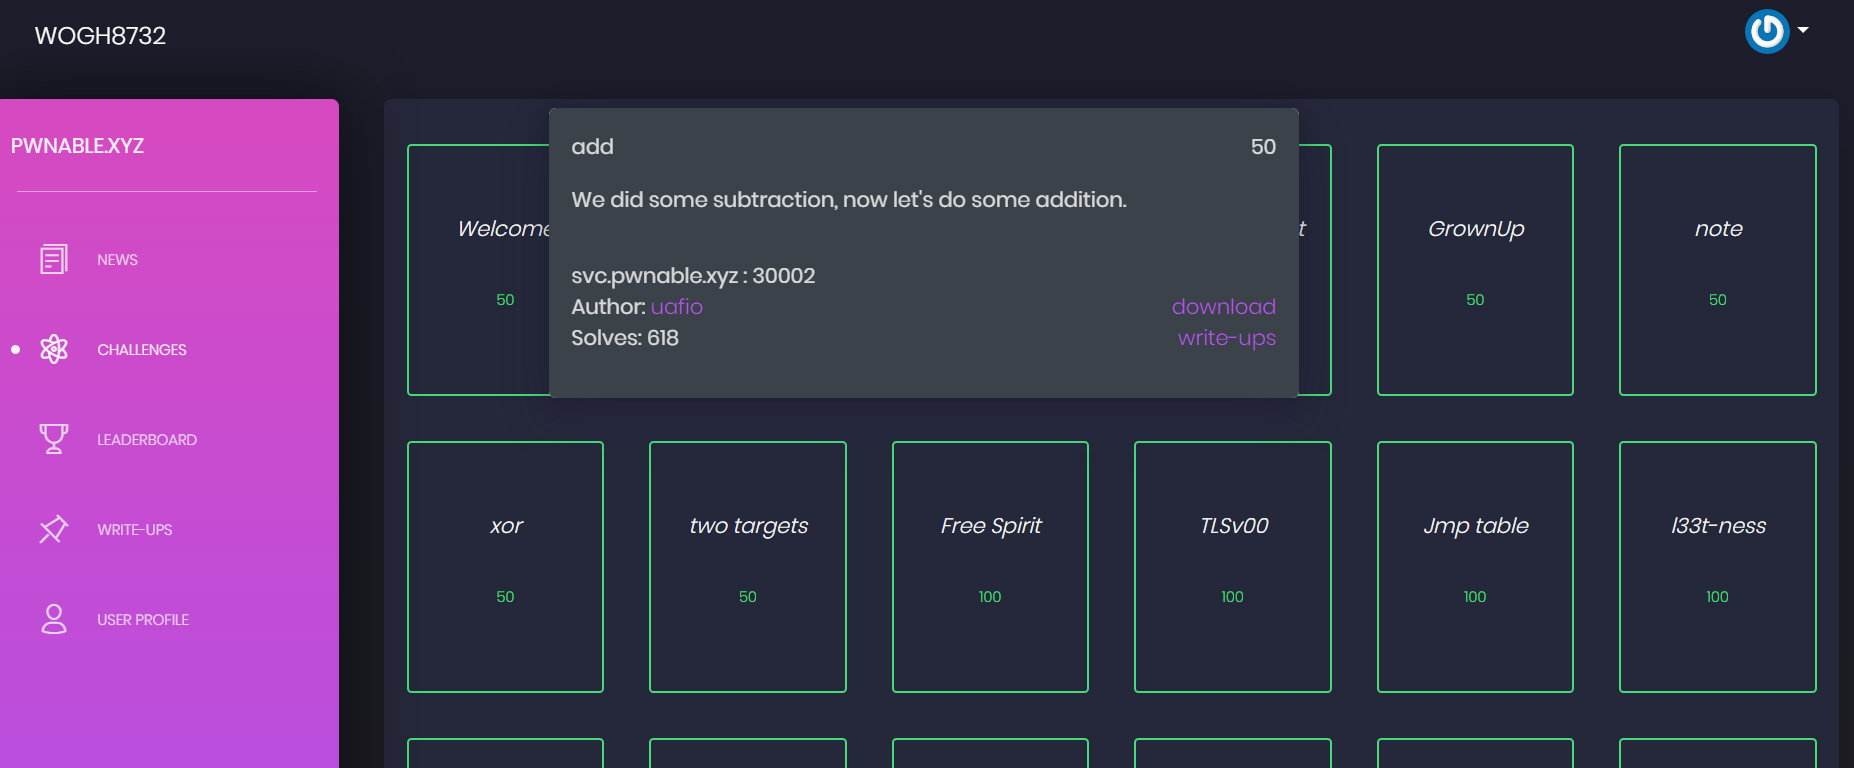 WOGH8732
PWNABLE.XYZ
NEWS
CHALLENGES
LEADERBOARD
WRITE-UPS
USER PROFILE
add 50
We did some subtraction, now let's do some addition.
svc.pwnable.xyz : 30002
Author: uafio download
Solves: 618 write-ups
Welcome t GrownUp note
50 50 50
xor two targets Free Spirit TLSv00 Jmp table l33t-ness
50 50 100 100 100 100